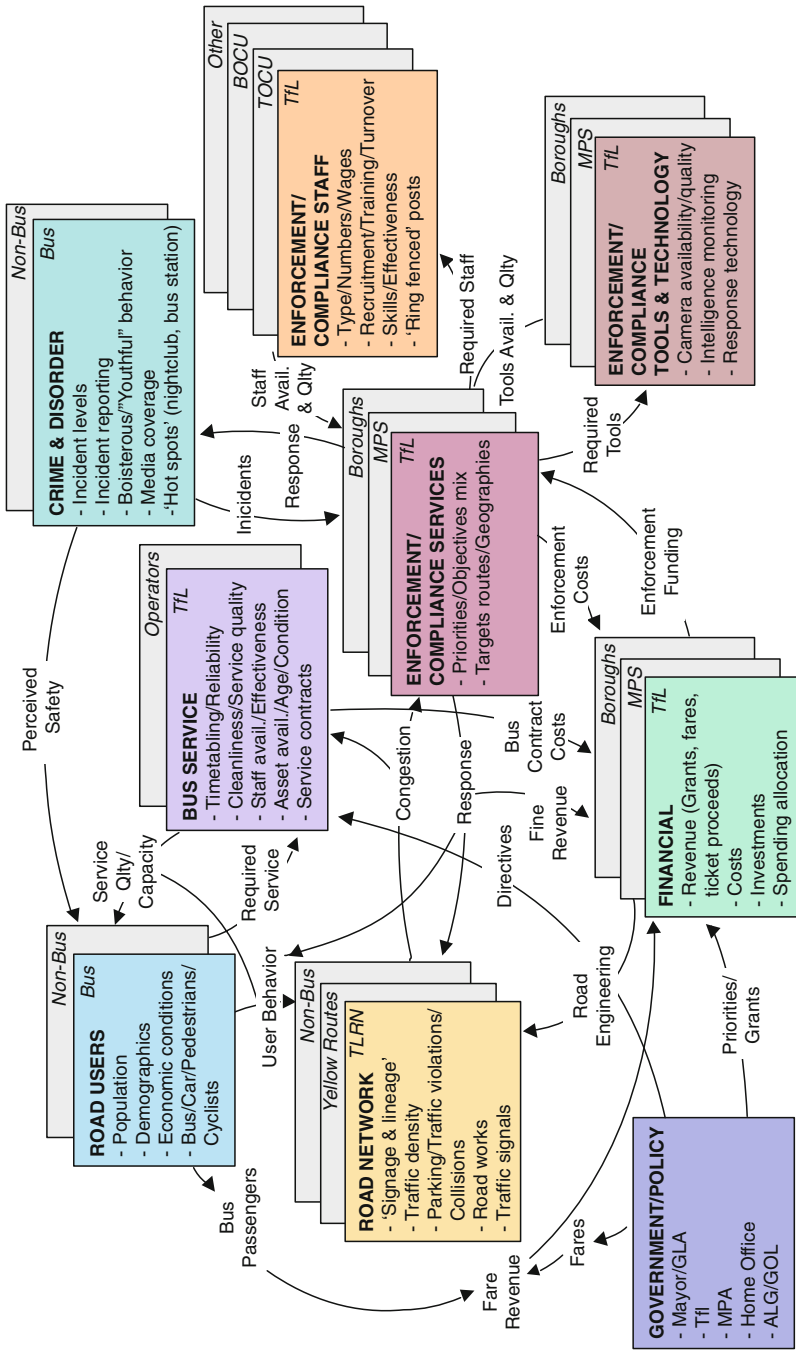 Non-Bus
Bus
ROAD USERS
- Population
- Demographics
- Economic conditions
- Bus/Car/Pedestrians/
Cyclists
Perceived
Safety
Non-Bus
Bus
CRIME & DISORDER
- Incident levels
- Incident reporting
- Boisterous/"Youthful" behavior
- Media coverage
-'Hot spots' (nightclub, bus station)
Service
Qlty/
Capacity
Required
Service
Operators
TfL
BUS SERVICE
- Timetabling/Reliability
- Cleanliness/Service quality
- Staff avail./Effectiveness
- Asset avail./Age/Condition
- Service contracts
Inicidents
Response
Staff
Avail.
& Qlty
Other
BOCU
TOCU
TfL
ENFORCEMENT/
COMPLIANCE STAFF
- Type/Numbers/Wages
- Recruitment/Training/Turnover
- Skills/Effectiveness
- 'Ring fenced' posts
Bus
Passengers
User Behavior
Non-Bus
Yellow Routes
TLRN
ROAD NETWORK
- 'Signage & lineage'
- Traffic density
- Parking/Traffic violations/
Collisions
- Road works
- Traffic signals
Congestion
Response
Boroughs
MPS
TfL
ENFORCEMENT/
COMPLIANCE SERVICES
- Priorities/Objectives mix
- Targets routes/Geographies
Required Staff
Tools Avail. & Qlty
Required
Tools
Boroughs
MPS
TfL
ENFORCEMENT/
COMPLIANCE
TOOLS & TECHNOLOGY
- Camera availability/quality
- Intelligence monitoring
- Response technology
Fare
Revenue
Fares
Road
Engineering
Directives
Fine
Revenue
Bus
Contract
Costs
Enforcement
Costs
Enforcement
Funding
GOVERNMENT/POLICY
- Mayor/GLA
- Tfl
- MPA
- Home Office
- ALG/GOL
Priorities/
Grants
Boroughs
MPS
TfL
FINANCIAL
- Revenue (Grants, fares,
ticket proceeds)
- Costs
- Investments
- Spending allocation